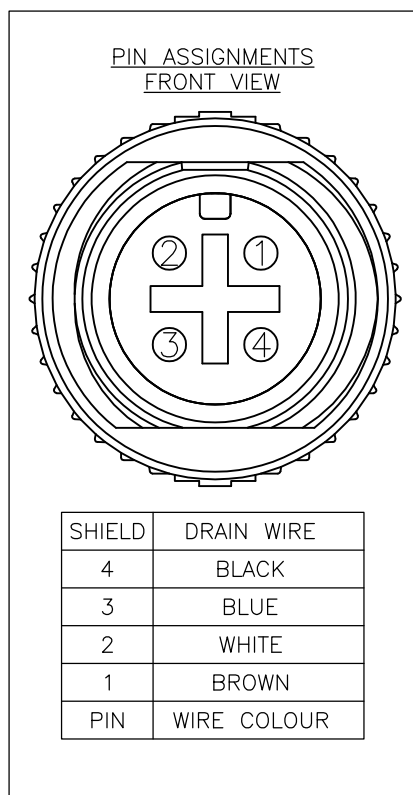 PIN ASSIGNMENTS
FRONT VIEW
2 1
3 4
SHIELD DRAIN WIRE
4 BLACK
3 BLUE
2 WHITE
1 BROWN
PIN WIRE COLOUR